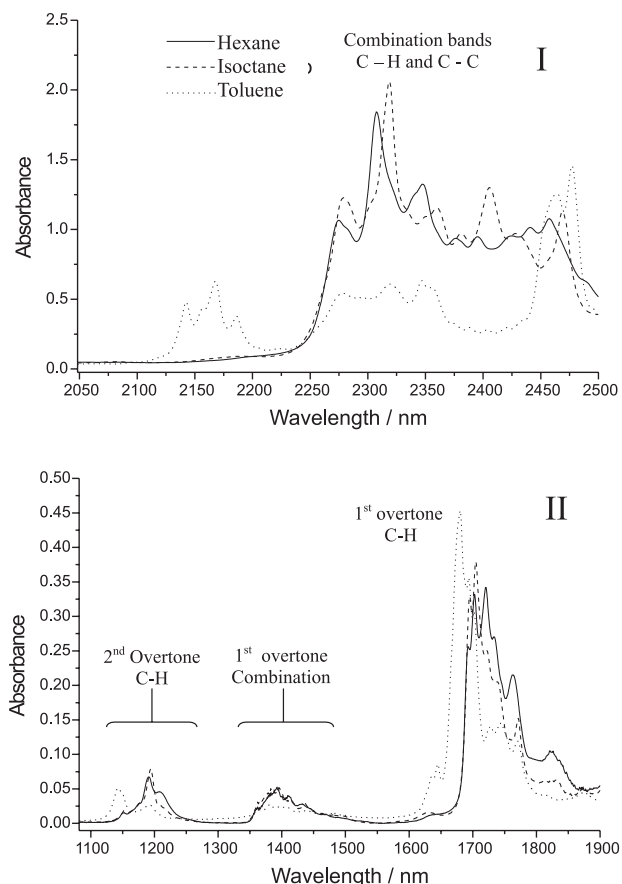 2.5
2.0
1.5
1.0
0.5
0.0
Absorbance
Hexane
Isoctane
Toluene
Combination bands
C – H and C - C
I
2050 2100 2150 2200 2250 2300 2350 2400 2450 2500
Wavelength / nm
0.50
0.45
0.40
0.35
0.30
0.25
0.20
0.15
0.10
0.05
0.00
Absorbance
II
1st overtone
C-H
2nd Overtone
C-H
1st overtone
Combination
1100 1200 1300 1400 1500 1600 1700 1800 1900
Wavelength / nm